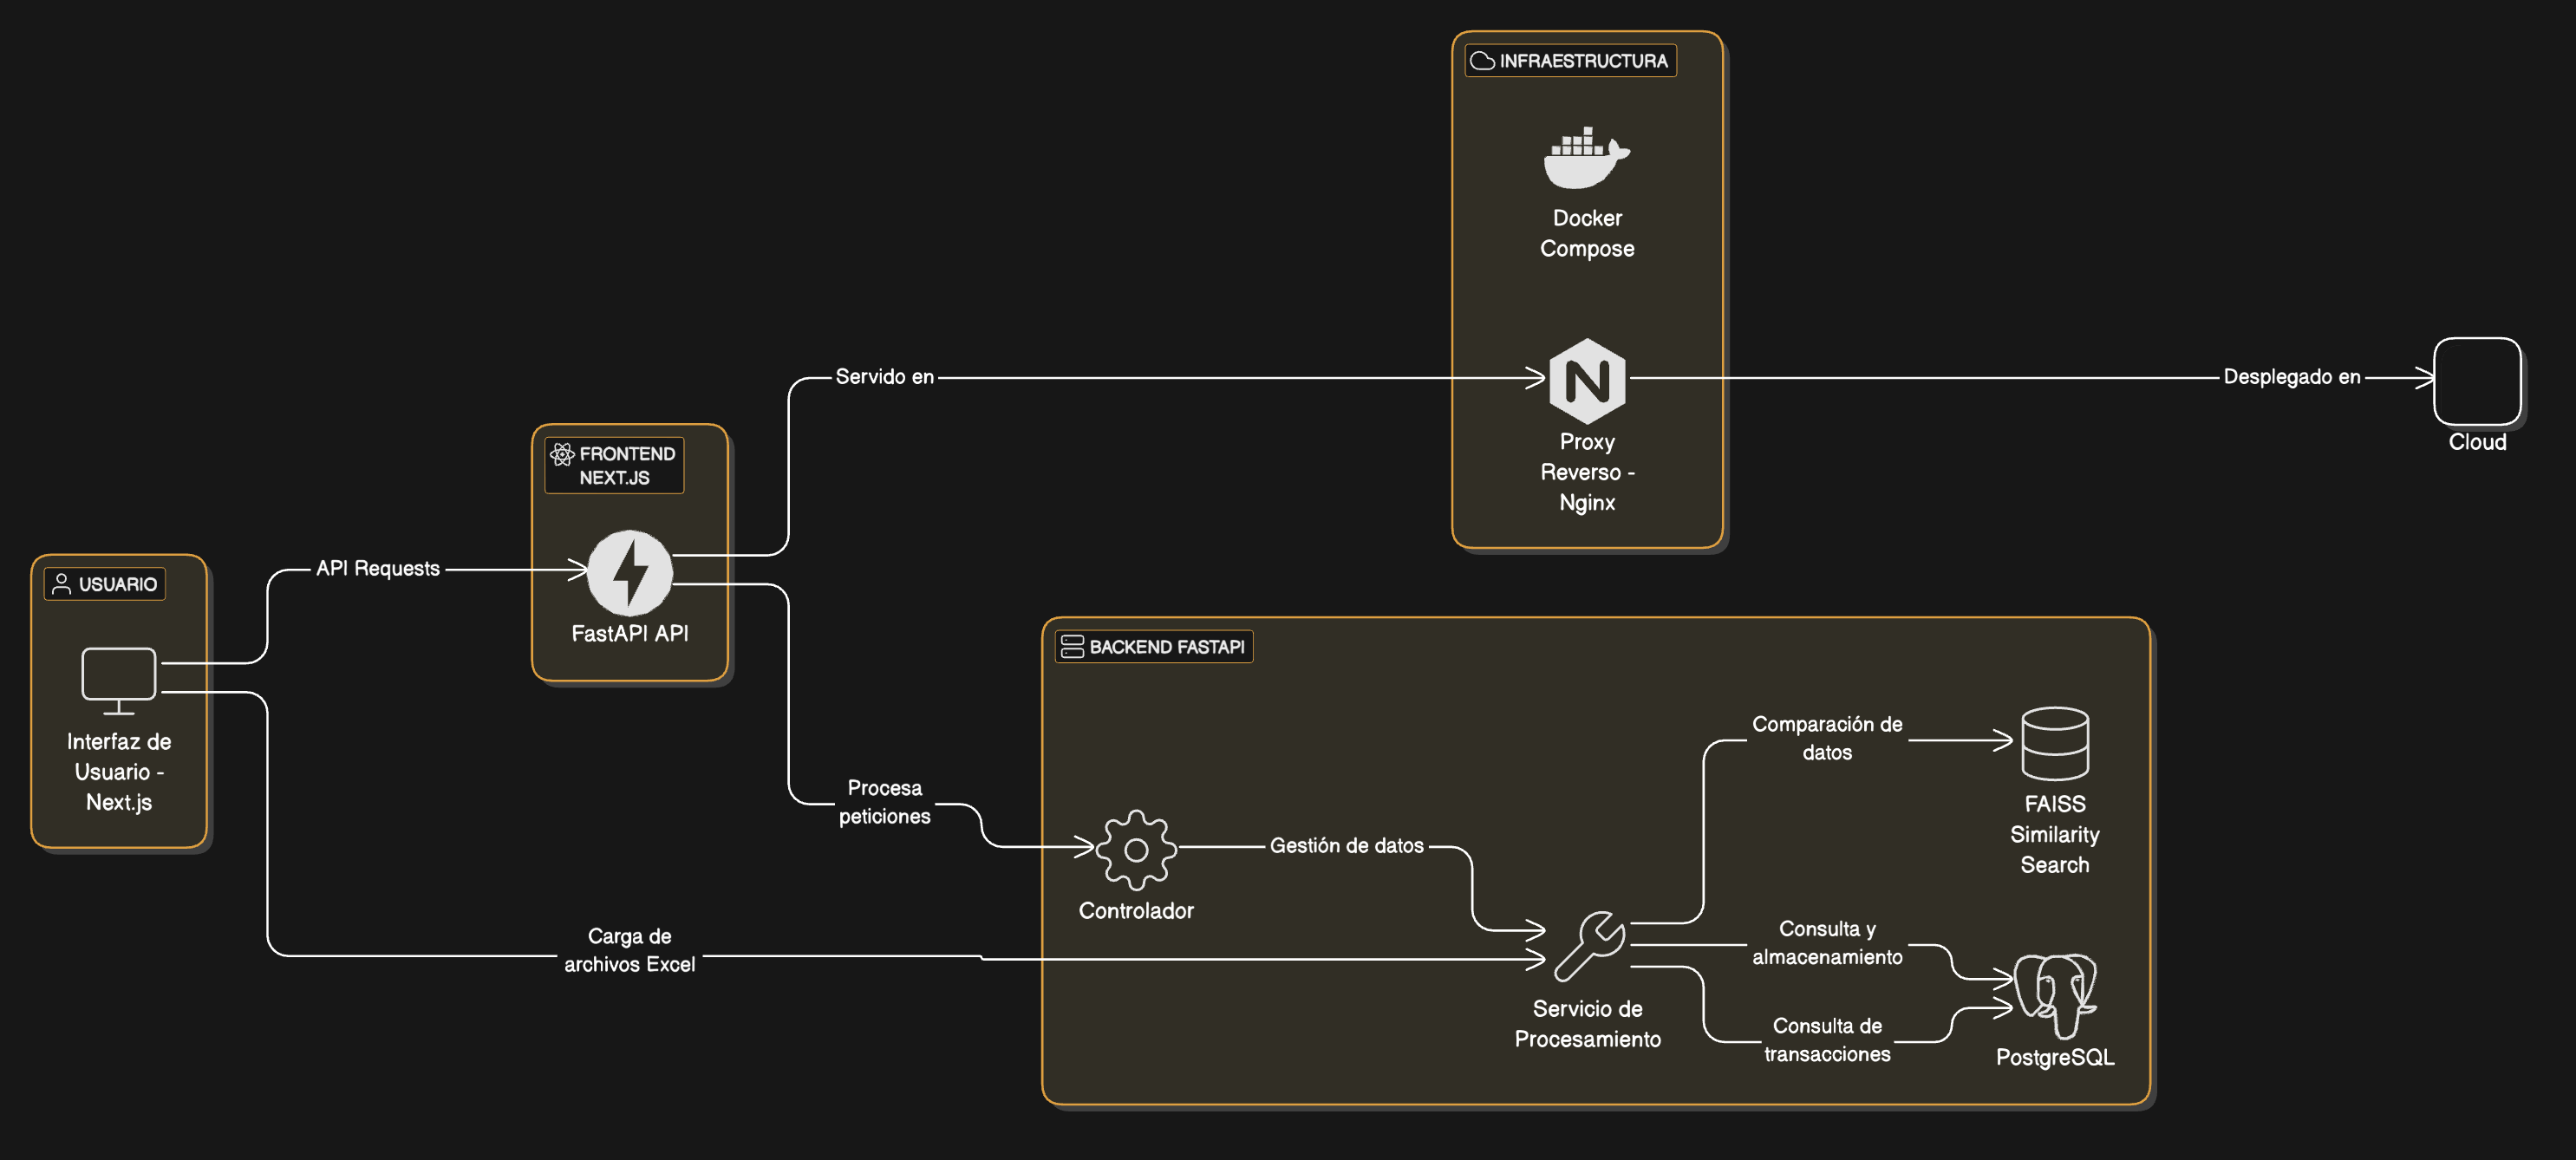 INFRAESTRUCTURA
Docker
Compose
Servido en
Proxy
Reverso -
Nginx
Desplegado en
Cloud
FRONTEND
NEXT.JS
FastAPI API
API Requests
USUARIO
Interfaz de
Usuario -
Next.js
BACKEND FASTAPI
Procesa
peticiones
Controlador
Gestión de datos
Carga de
archivos Excel
Servicio de
Procesamiento
Comparación de
datos
FAISS
Similarity
Search
Consulta y
almacenamiento
Consulta de
transacciones
PostgreSQL